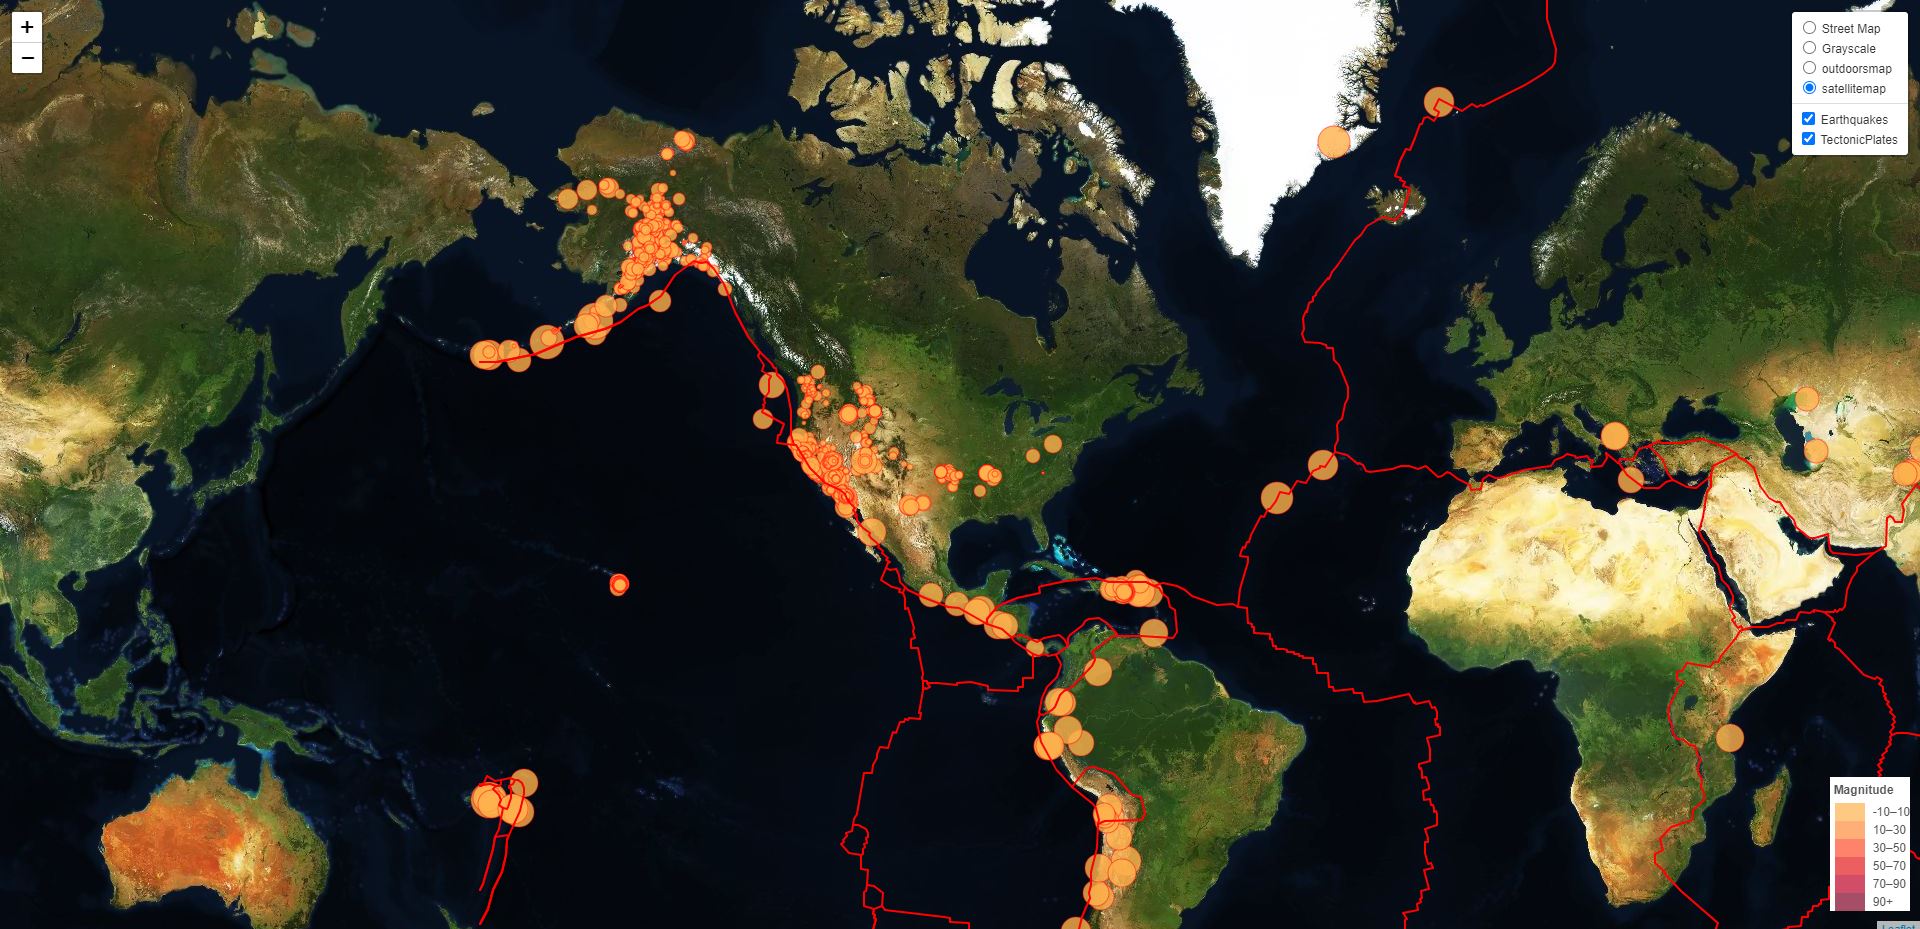 +
−
Street Map
Grayscale
outdoorsmap
satellitemap
Earthquakes
TectonicPlates
Magnitude
-10–10
10–30
30–50
50–70
70–90
90+
Leaflet